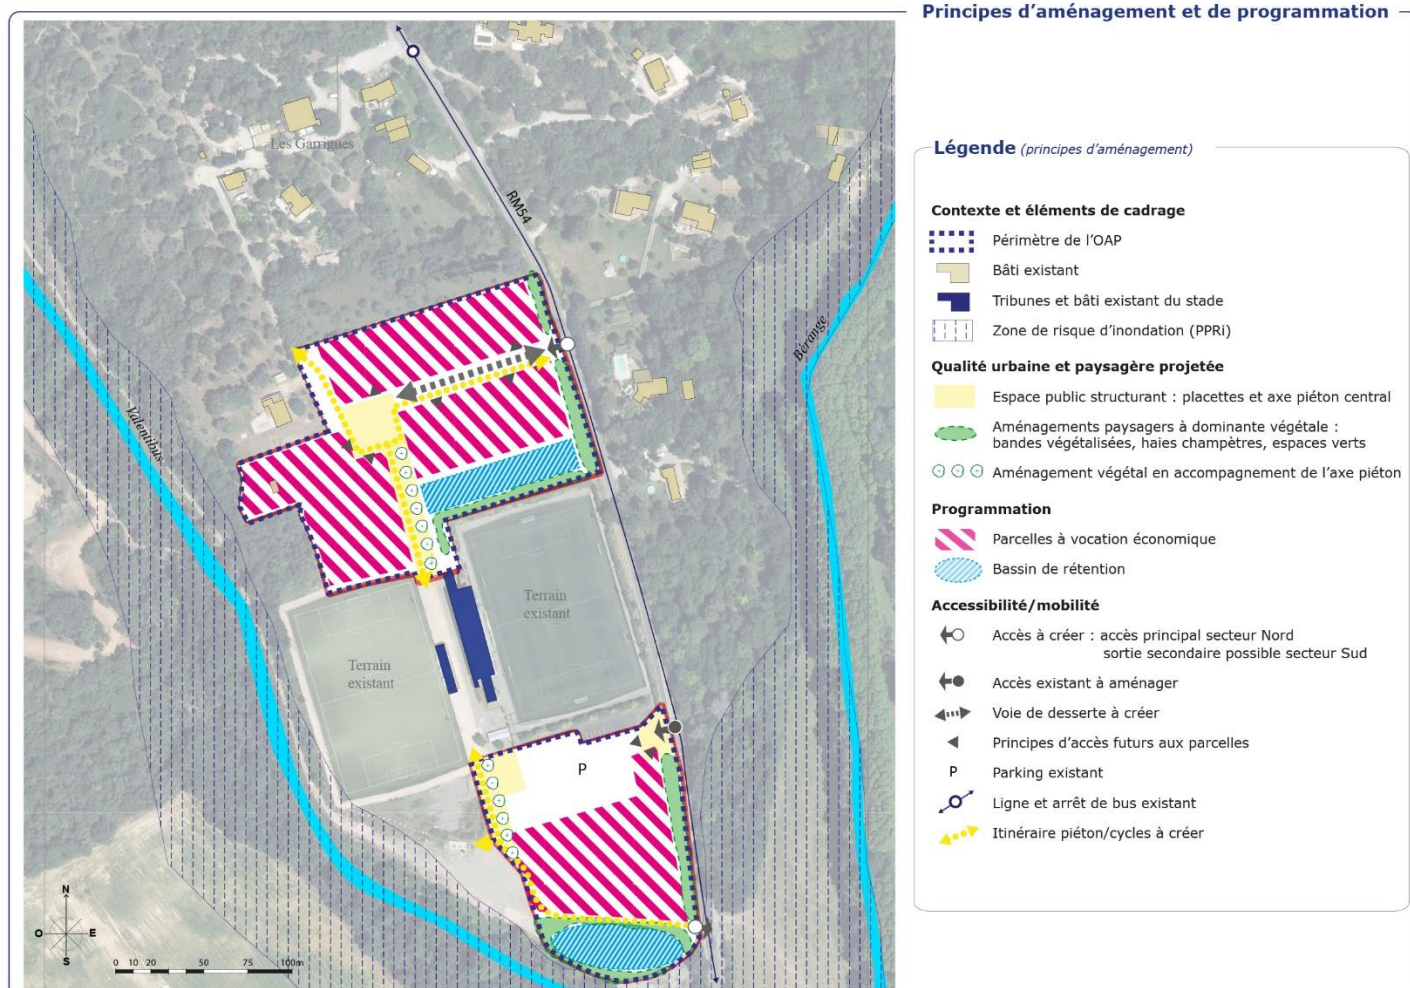 Principes d’aménagement et de programmation
Les Garrigues
RM54
Bérange
Valentibus
Terrain
existant
Terrain
existant
P
N
O
E
S
0 10 20 50 75 100m
Légende (principes d’aménagement)
Contexte et éléments de cadrage
Périmètre de l’OAP
Bâti existant
Tribunes et bâti existant du stade
Zone de risque d’inondation (PPRi)
Qualité urbaine et paysagère projetée
Espace public structurant : placettes et axe piéton central
Aménagements paysagers à dominante végétale :
bandes végétalisées, haies champètres, espaces verts
Aménagement végétal en accompagnement de l’axe piéton
Programmation
Parcelles à vocation économique
Bassin de rétention
Accessibilité/mobilité
Accès à créer : accès principal secteur Nord
sortie secondaire possible secteur Sud
Accès existant à aménager
Voie de desserte à créer
Principes d’accès futurs aux parcelles
P Parking existant
Ligne et arrêt de bus existant
Itinéraire piéton/cycles à créer